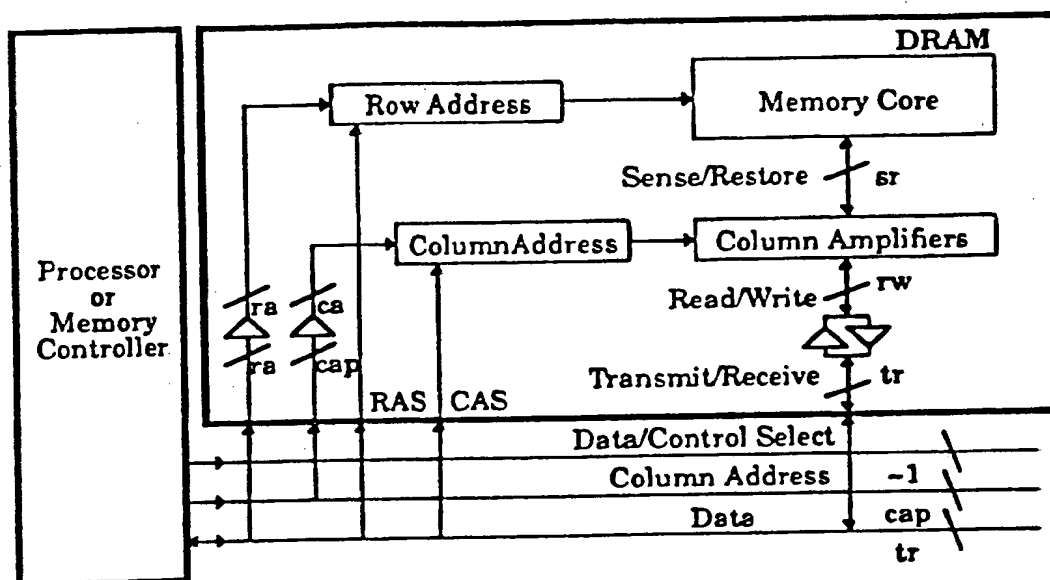 DRAM
Row Address
Memory Core
Sense/Restore
sr
ColumnAddress
Column Amplifiers
Processor
or
Memory
Controller
ra
ca
Read/Write
rw
ra
cap
Transmit/Receive
tr
RAS
CAS
Data/Control Select
Column Address
~1
Data
cap
tr